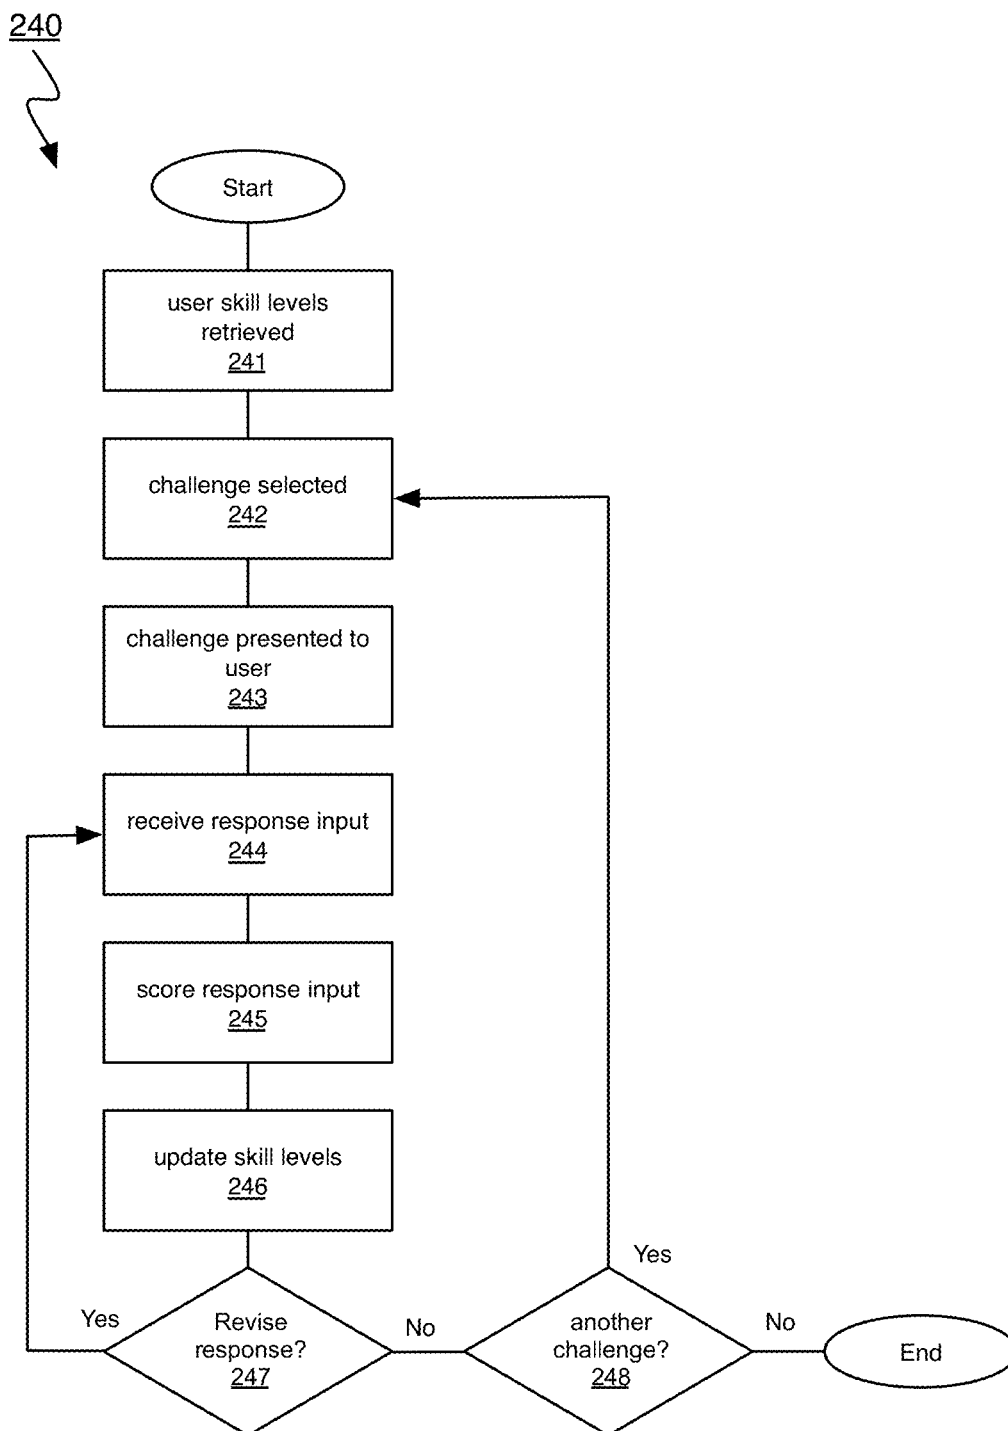 240
Start
user skill levels
retrieved
241
challenge selected
242
challenge presented to
user
243
receive response input
244
score response input
245
update skill levels
246
Yes
Revise
response?
247
No
Yes
another
challenge?
248
No
End